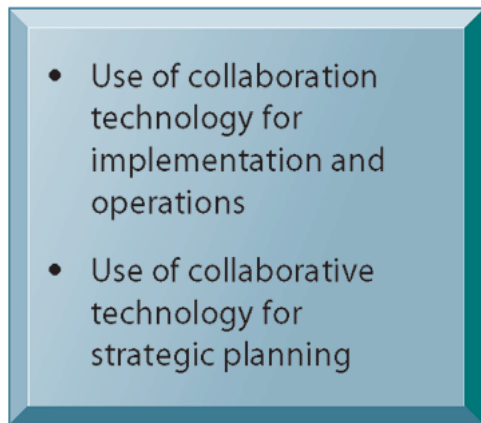 • Use of collaboration
technology for
implementation and
operations
• Use of collaborative
technology for
strategic planning